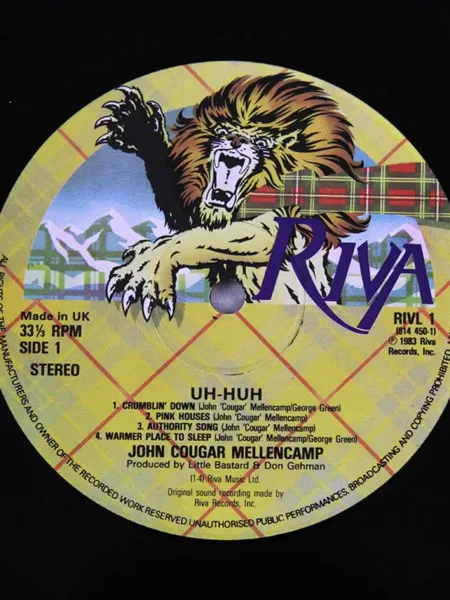 RIVA
Made in UK
33⅓ RPM
SIDE 1
STEREO
RIVL 1
(814 450-1)
℗ 1983 Riva
Records, Inc.
UH-HUH
1. CRUMBLIN' DOWN (John 'Cougar' Mellencamp/George Green)
2. PINK HOUSES (John 'Cougar' Mellencamp)
3. AUTHORITY SONG (John 'Cougar' Mellencamp)
4. WARMER PLACE TO SLEEP (John 'Cougar' Mellencamp/George Green)
JOHN COUGAR MELLENCAMP
Produced by Little Bastard & Don Gehman
(1-4) Riva Music Ltd.
Original sound recording made by
Riva Records, Inc.
OF THE MANUFACTURERS AND OWNER OF THE RECORDED WORK RESERVED. UNAUTHORISED PUBLIC PERFORMANCES, BROADCASTING AND COPYING PROHIBITED